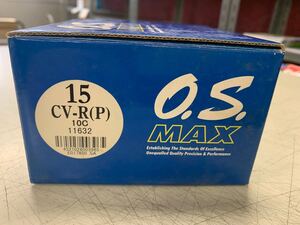 15
CV-R(P)
10C
11632
O.S.
MAX
Establishing The Standards Of Excellence
Unequalled Quality Precision & Performance